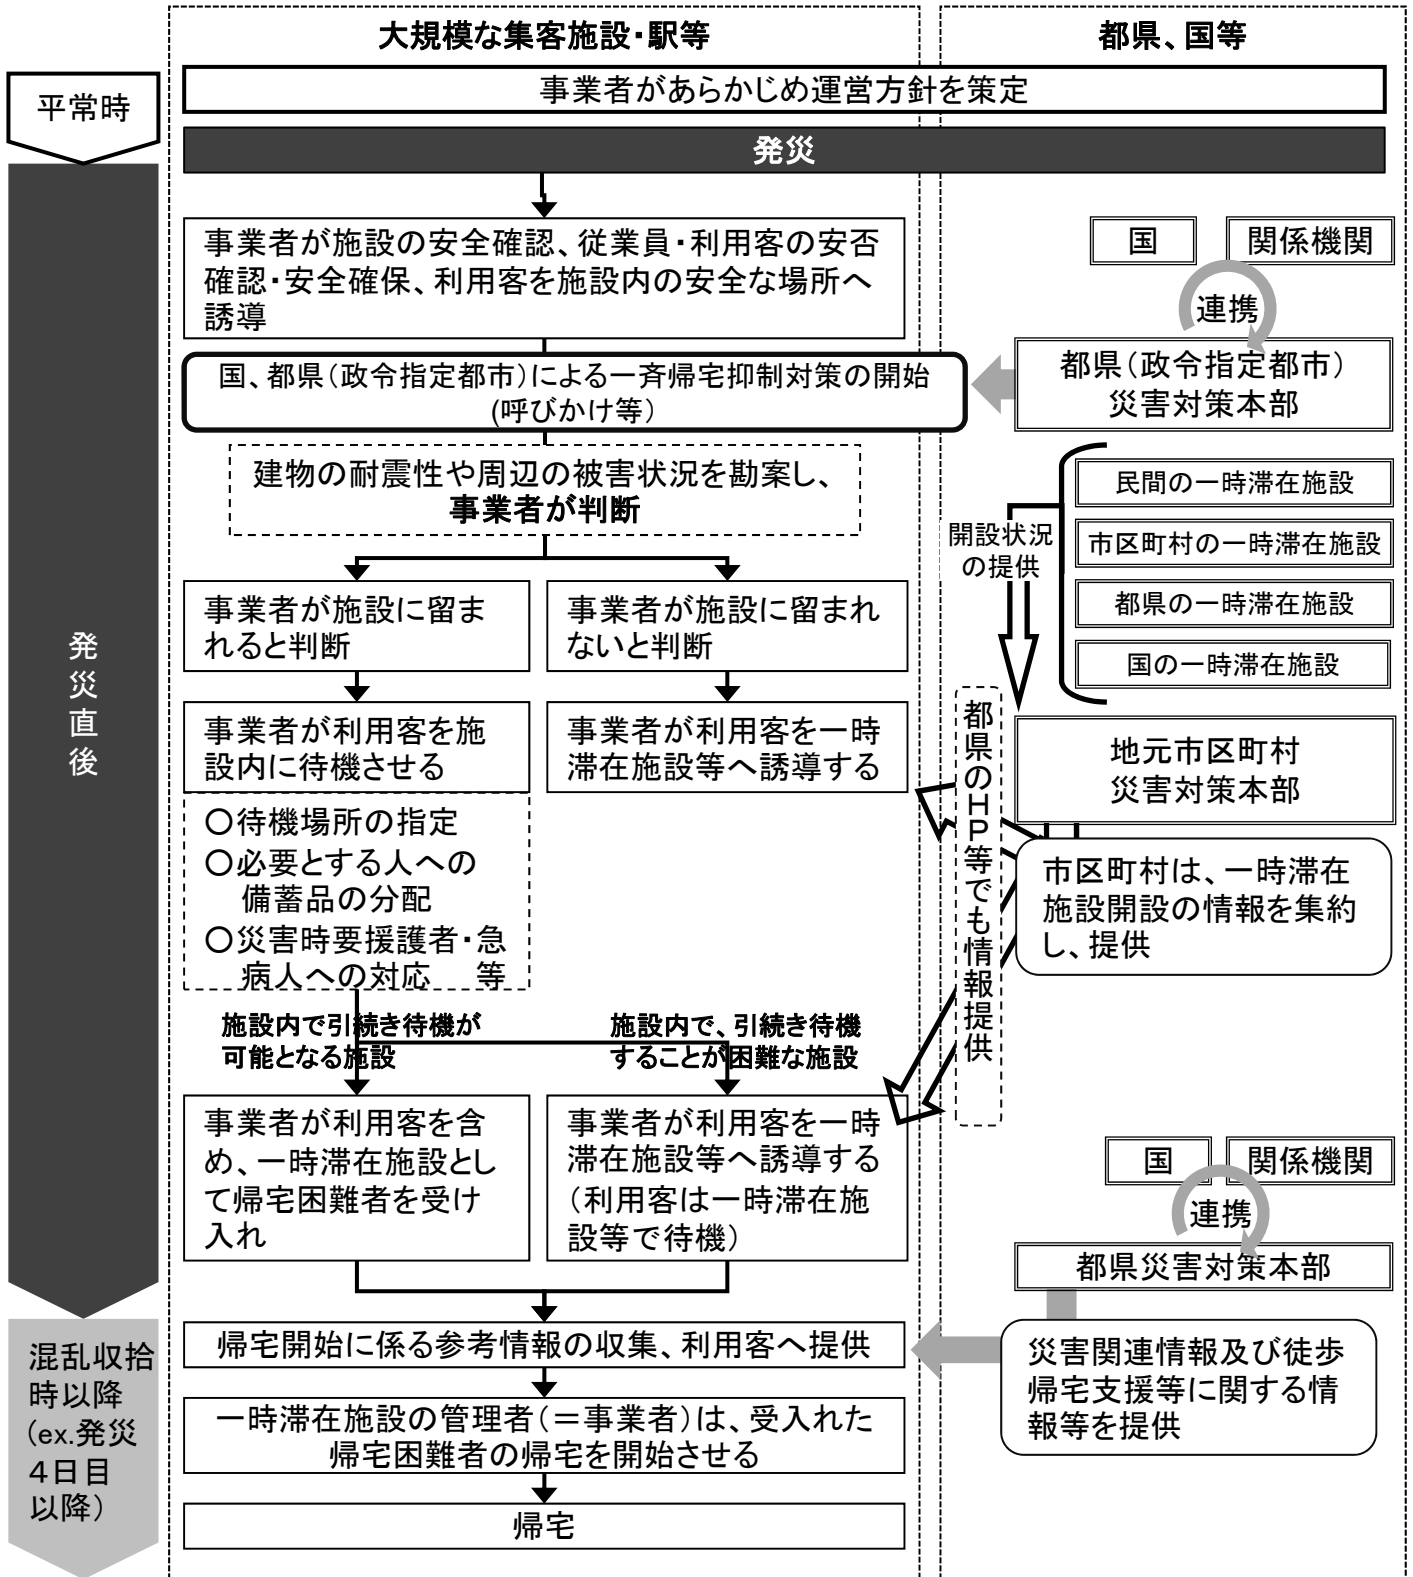 大規模な集客施設・駅等
都県、国等
平常時
事業者があらかじめ運営方針を策定
発災
発災直後
事業者が施設の安全確認、従業員・利用客の安否
確認・安全確保、利用客を施設内の安全な場所へ
誘導
国
関係機関
連携
都県（政令指定都市）
災害対策本部
国、都県（政令指定都市）による一斉帰宅抑制対策の開始
(呼びかけ等）
建物の耐震性や周辺の被害状況を勘案し、
事業者が判断
民間の一時滞在施設
市区町村の一時滞在施設
都県の一時滞在施設
国の一時滞在施設
開設状況
の提供
事業者が施設に留ま
れると判断
事業者が施設に留まれ
ないと判断
事業者が利用客を施
設内に待機させる
事業者が利用客を一時
滞在施設等へ誘導する
都県のＨＰ等でも情報提供
地元市区町村
災害対策本部
市区町村は、一時滞在
施設開設の情報を集約
し、提供
○待機場所の指定
○必要とする人への
備蓄品の分配
○災害時要援護者・急
病人への対応　等
施設内で引続き待機が
可能となる施設
施設内で、引続き待機
することが困難な施設
事業者が利用客を含
め、一時滞在施設とし
て帰宅困難者を受け
入れ
事業者が利用客を一時
滞在施設等へ誘導する
（利用客は一時滞在施
設等で待機）
国
関係機関
連携
都県災害対策本部
災害関連情報及び徒歩
帰宅支援等に関する情
報等を提供
混乱収拾
時以降
(ex.発災
４日目
以降）
帰宅開始に係る参考情報の収集、利用客へ提供
一時滞在施設の管理者（＝事業者）は、受入れた
帰宅困難者の帰宅を開始させる
帰宅